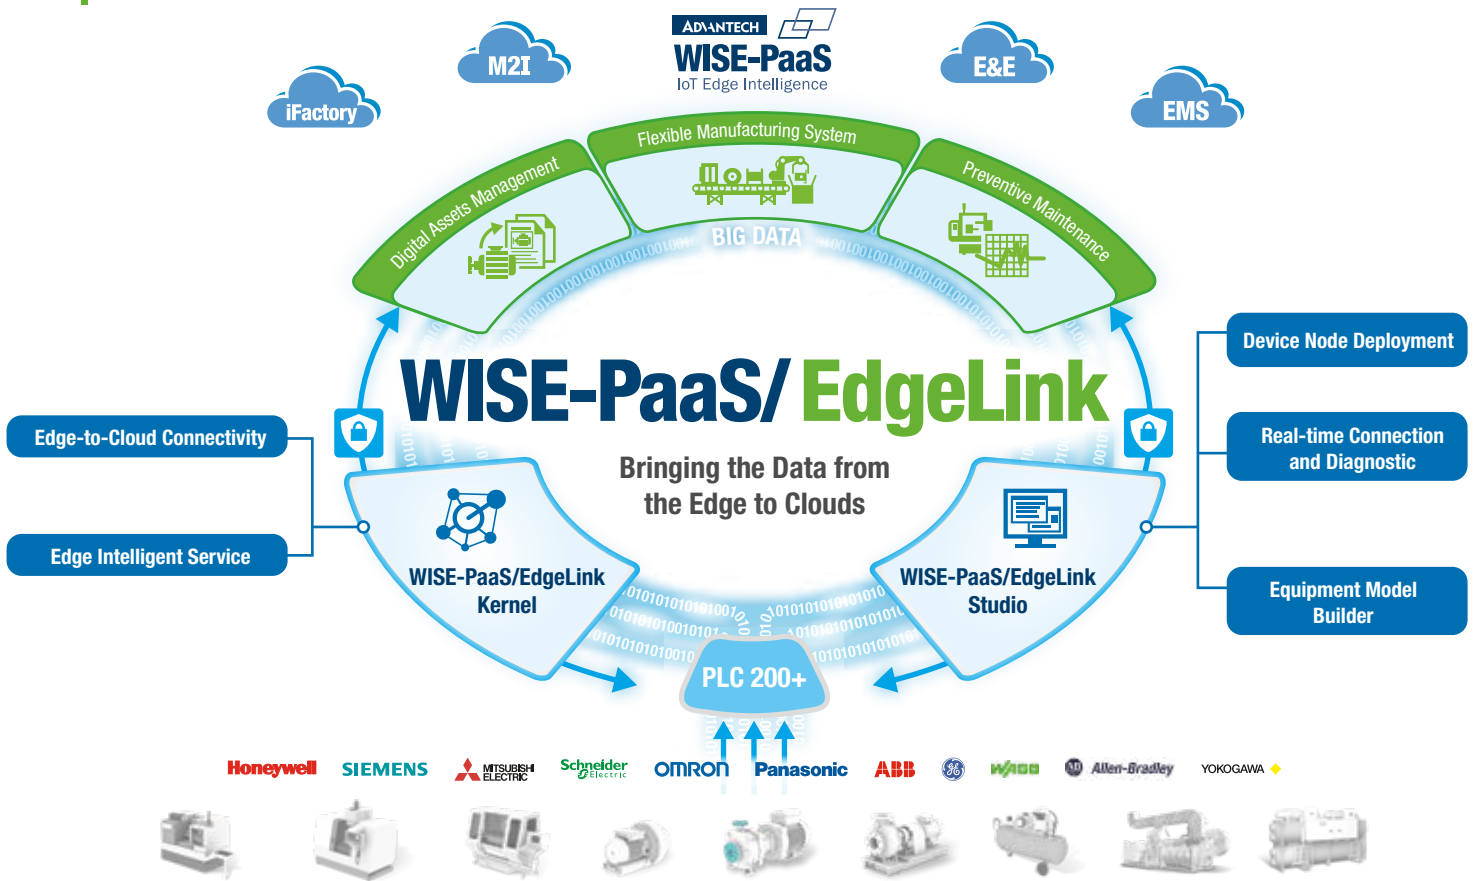 ADVANTECH
WISE-PaaS
IoT Edge Intelligence
iFactory
M2I
E&E
EMS
Digital Assets Management
Flexible Manufacturing System
Preventive Maintenance
BIG DATA
WISE-PaaS/ EdgeLink
Bringing the Data from
the Edge to Clouds
Edge-to-Cloud Connectivity
Edge Intelligent Service
WISE-PaaS/EdgeLink
Kernel
WISE-PaaS/EdgeLink
Studio
Device Node Deployment
Real-time Connection
and Diagnostic
Equipment Model
Builder
PLC 200+
Honeywell
SIEMENS
MITSUBISHI
ELECTRIC
Schneider
Electric
OMRON
Panasonic
ABB
GE
WAGO
AB
Allen-Bradley
YOKOGAWA